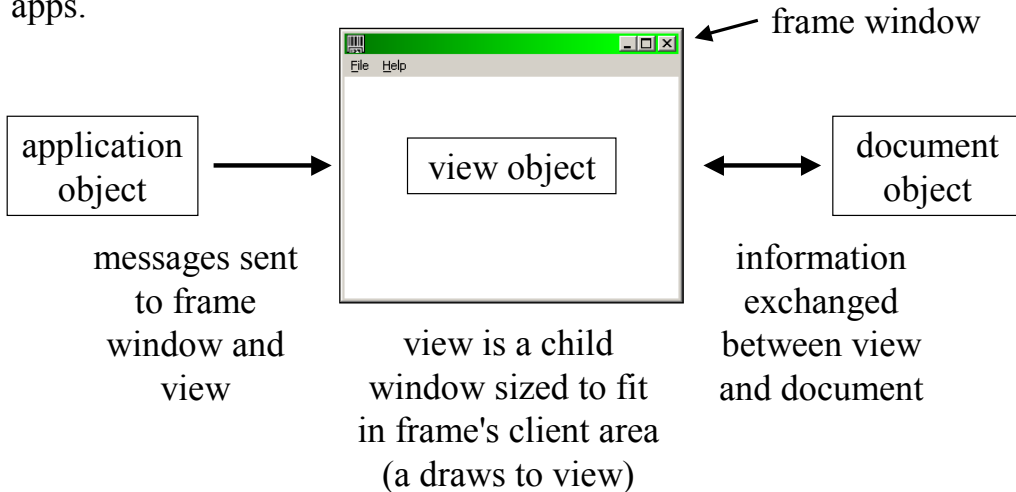 apps.
frame window
File Help
application
object
view object
document
object
messages sent
to frame
window and
view
view is a child
window sized to fit
in frame's client area
(a draws to view)
information
exchanged
between view
and document